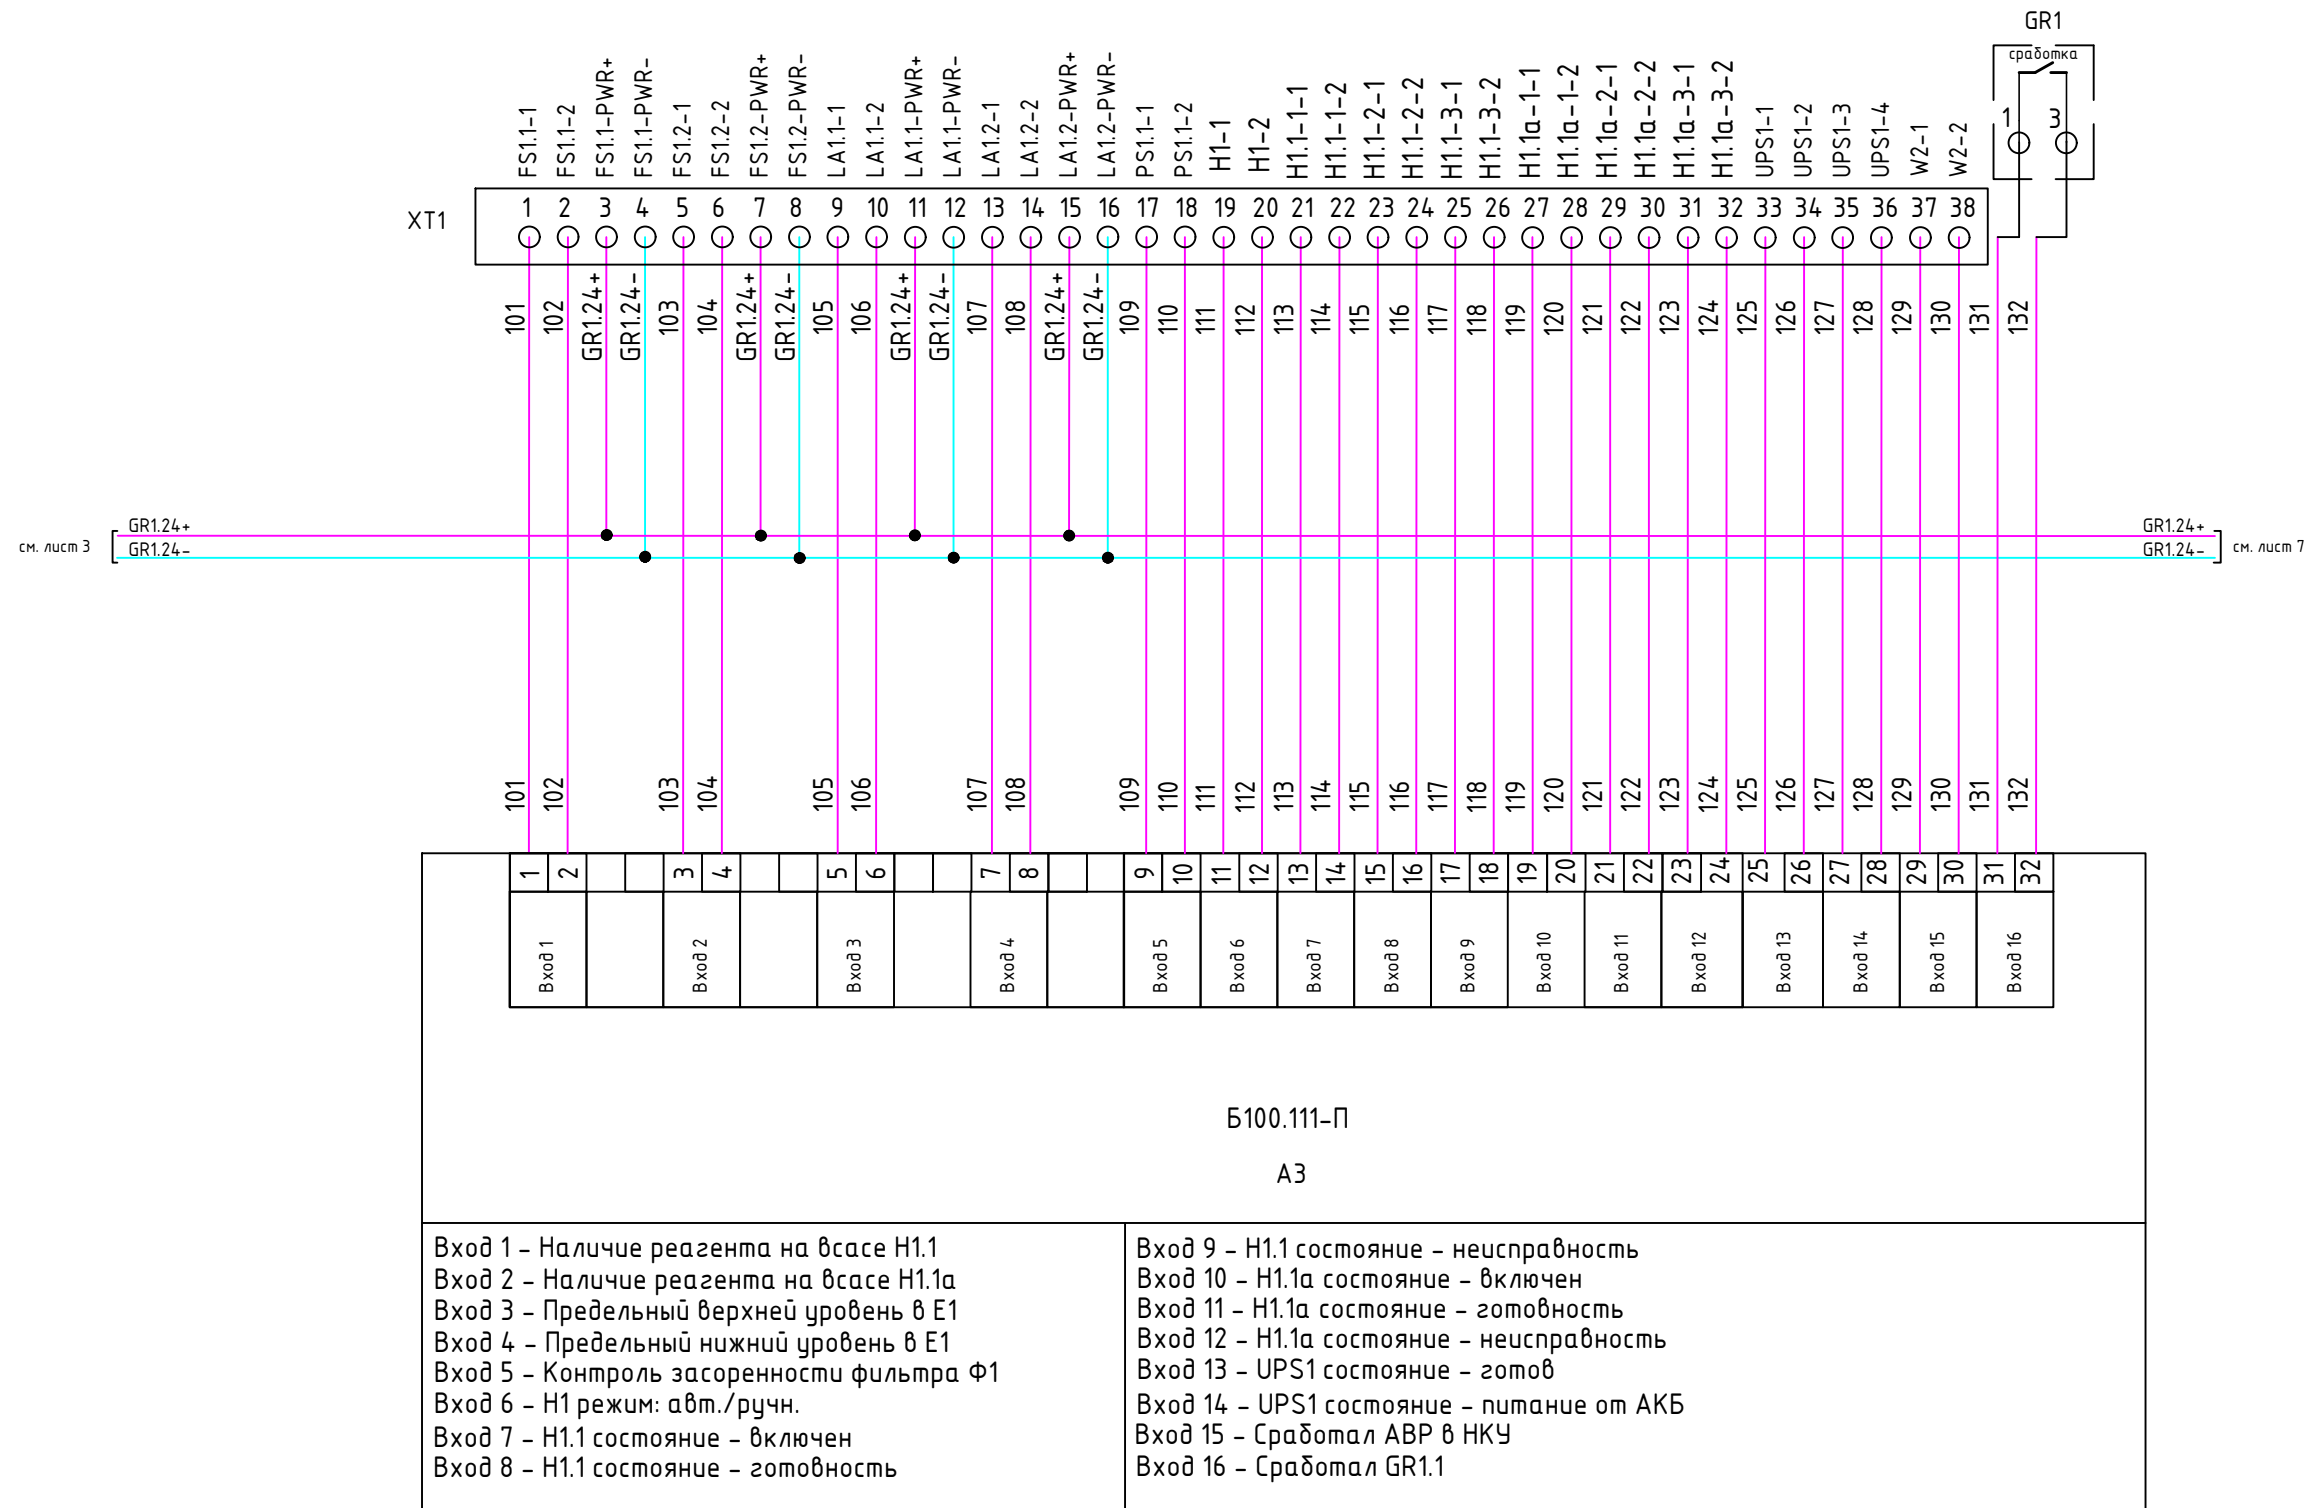 GR1
сработка
1 3
FS1.1-1
FS1.1-2
FS1.1-PWR+
FS1.1-PWR-
FS1.2-1
FS1.2-2
FS1.2-PWR+
FS1.2-PWR-
LA1.1-1
LA1.1-2
LA1.1-PWR+
LA1.1-PWR-
LA1.2-1
LA1.2-2
LA1.2-PWR+
LA1.2-PWR-
PS1.1-1
PS1.1-2
H1-1
H1-2
H1.1-1-1
H1.1-1-2
H1.1-2-1
H1.1-2-2
H1.1-3-1
H1.1-3-2
H1.1a-1-1
H1.1a-1-2
H1.1a-2-1
H1.1a-2-2
H1.1a-3-1
H1.1a-3-2
UPS1-1
UPS1-2
UPS1-3
UPS1-4
W2-1
W2-2
XT1
1 2 3 4 5 6 7 8 9 10 11 12 13 14 15 16 17 18 19 20 21 22 23 24 25 26 27 28 29 30 31 32 33 34 35 36 37 38
101
102
GR1.24+
GR1.24-
103
104
GR1.24+
GR1.24-
105
106
GR1.24+
GR1.24-
107
108
GR1.24+
GR1.24-
109
110
111
112
113
114
115
116
117
118
119
120
121
122
123
124
125
126
127
128
129
130
131
132
см. лист 3
GR1.24+
GR1.24-
GR1.24+
GR1.24-
см. лист 7
101
102
103
104
105
106
107
108
109
110
111
112
113
114
115
116
117
118
119
120
121
122
123
124
125
126
127
128
129
130
131
132
1
2
3
4
5
6
7
8
9
10
11
12
13
14
15
16
17
18
19
20
21
22
23
24
25
26
27
28
29
30
31
32
Вход 1
Вход 2
Вход 3
Вход 4
Вход 5
Вход 6
Вход 7
Вход 8
Вход 9
Вход 10
Вход 11
Вход 12
Вход 13
Вход 14
Вход 15
Вход 16
Б100.111-П
А3
Вход 1 - Наличие реагента на всасе Н1.1
Вход 2 - Наличие реагента на всасе Н1.1а
Вход 3 - Предельный верхней уровень в Е1
Вход 4 - Предельный нижний уровень в Е1
Вход 5 - Контроль засоренности фильтра Ф1
Вход 6 - Н1 режим: авт./ручн.
Вход 7 - Н1.1 состояние - включен
Вход 8 - Н1.1 состояние - готовность
Вход 9 - Н1.1 состояние - неисправность
Вход 10 - Н1.1а состояние - включен
Вход 11 - Н1.1а состояние - готовность
Вход 12 - Н1.1а состояние - неисправность
Вход 13 - UPS1 состояние - готов
Вход 14 - UPS1 состояние - питание от АКБ
Вход 15 - Сработал АВР в НКУ
Вход 16 - Сработал GR1.1